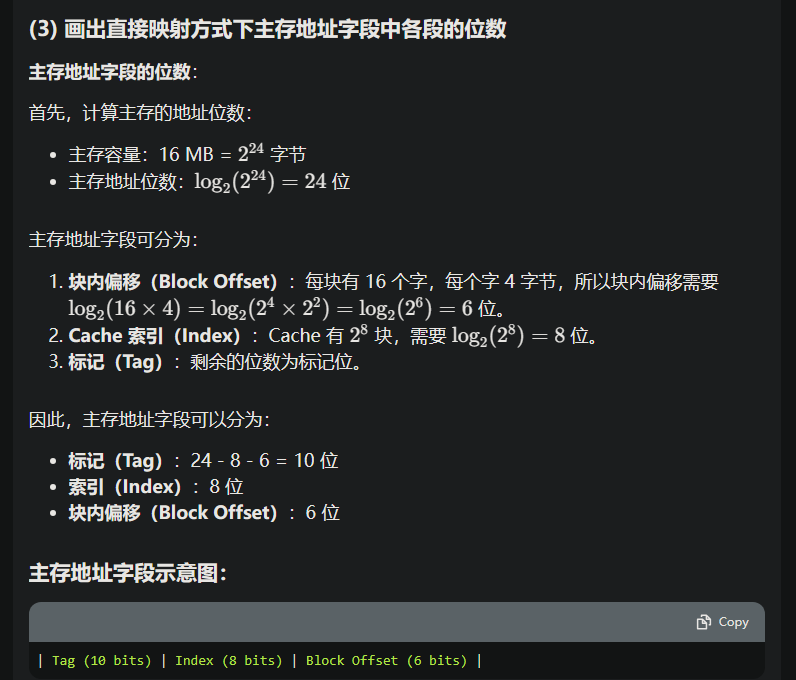 (3) 画出直接映射方式下主存地址字段中各段的位数
主存地址字段的位数：
首先，计算主存的地址位数：
• 主存容量：16 MB = 2^24 字节
• 主存地址位数：log₂(2^24) = 24 位
主存地址字段可分为：
1. 块内偏移（Block Offset）：每块有 16 个字，每个字 4 字节，所以块内偏移需要
log₂(16 × 4) = log₂(2^4 × 2^2) = log₂(2^6) = 6 位。
2. Cache 索引（Index）：Cache 有 2^8 块，需要 log₂(2^8) = 8 位。
3. 标记（Tag）：剩余的位数为标记位。
因此，主存地址字段可以分为：
• 标记（Tag）：24 - 8 - 6 = 10 位
• 索引（Index）：8 位
• 块内偏移（Block Offset）：6 位
主存地址字段示意图：
Copy
| Tag (10 bits) | Index (8 bits) | Block Offset (6 bits) |